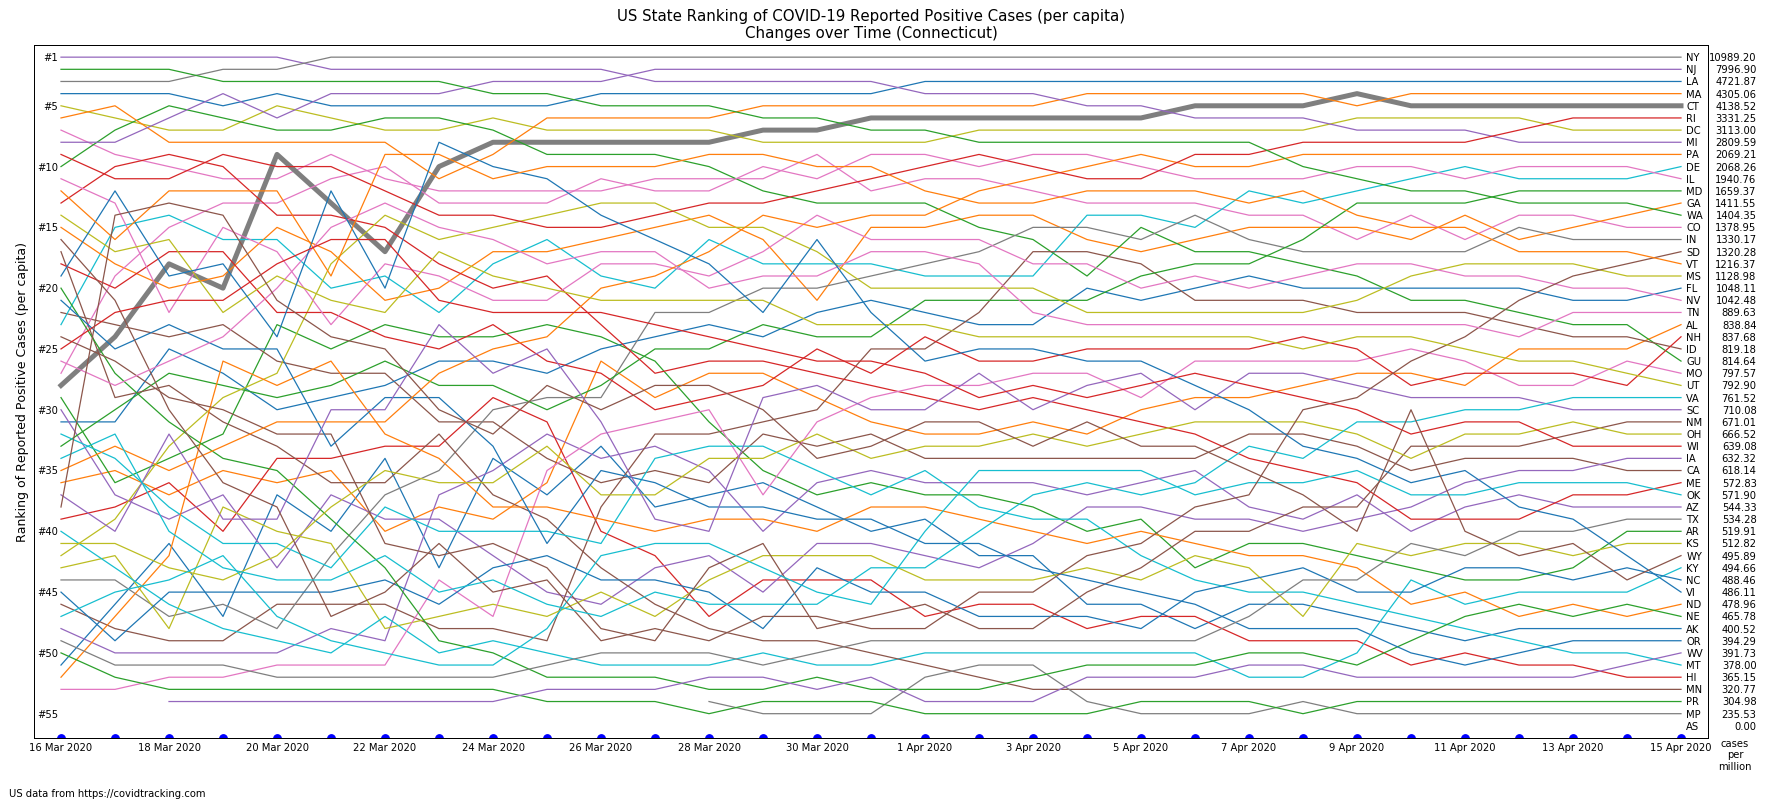 US State Ranking of COVID-19 Reported Positive Cases (per capita)
Changes over Time (Connecticut)
Ranking of Reported Positive Cases (per capita)
#1
#5
#10
#15
#20
#25
#30
#35
#40
#45
#50
#55
NY 10989.20
NJ 7996.90
LA 4721.87
MA 4305.06
CT 4138.52
RI 3331.25
DC 3113.00
MI 2809.59
PA 2069.21
DE 2068.26
IL 1940.76
MD 1659.37
GA 1411.55
WA 1404.35
CO 1378.95
IN 1330.17
SD 1320.28
VT 1216.37
MS 1128.98
FL 1048.11
NV 1042.48
TN 889.63
AL 838.84
NH 837.68
ID 819.18
GU 814.64
MO 797.57
UT 792.90
VA 761.52
SC 710.08
NM 671.01
OH 666.52
WI 639.08
IA 632.32
CA 618.14
ME 572.83
OK 571.90
AZ 544.33
TX 534.28
AR 519.91
KS 512.82
WY 495.89
KY 494.66
NC 488.46
VI 486.11
ND 478.96
NE 465.78
AK 400.52
OR 394.29
WV 391.73
MT 378.00
HI 365.15
MN 320.77
PR 304.98
MP 235.53
AS 0.00
16 Mar 2020 18 Mar 2020 20 Mar 2020 22 Mar 2020 24 Mar 2020 26 Mar 2020 28 Mar 2020 30 Mar 2020 1 Apr 2020 3 Apr 2020 5 Apr 2020 7 Apr 2020 9 Apr 2020 11 Apr 2020 13 Apr 2020 15 Apr 2020
cases
per
million
US data from https://covidtracking.com